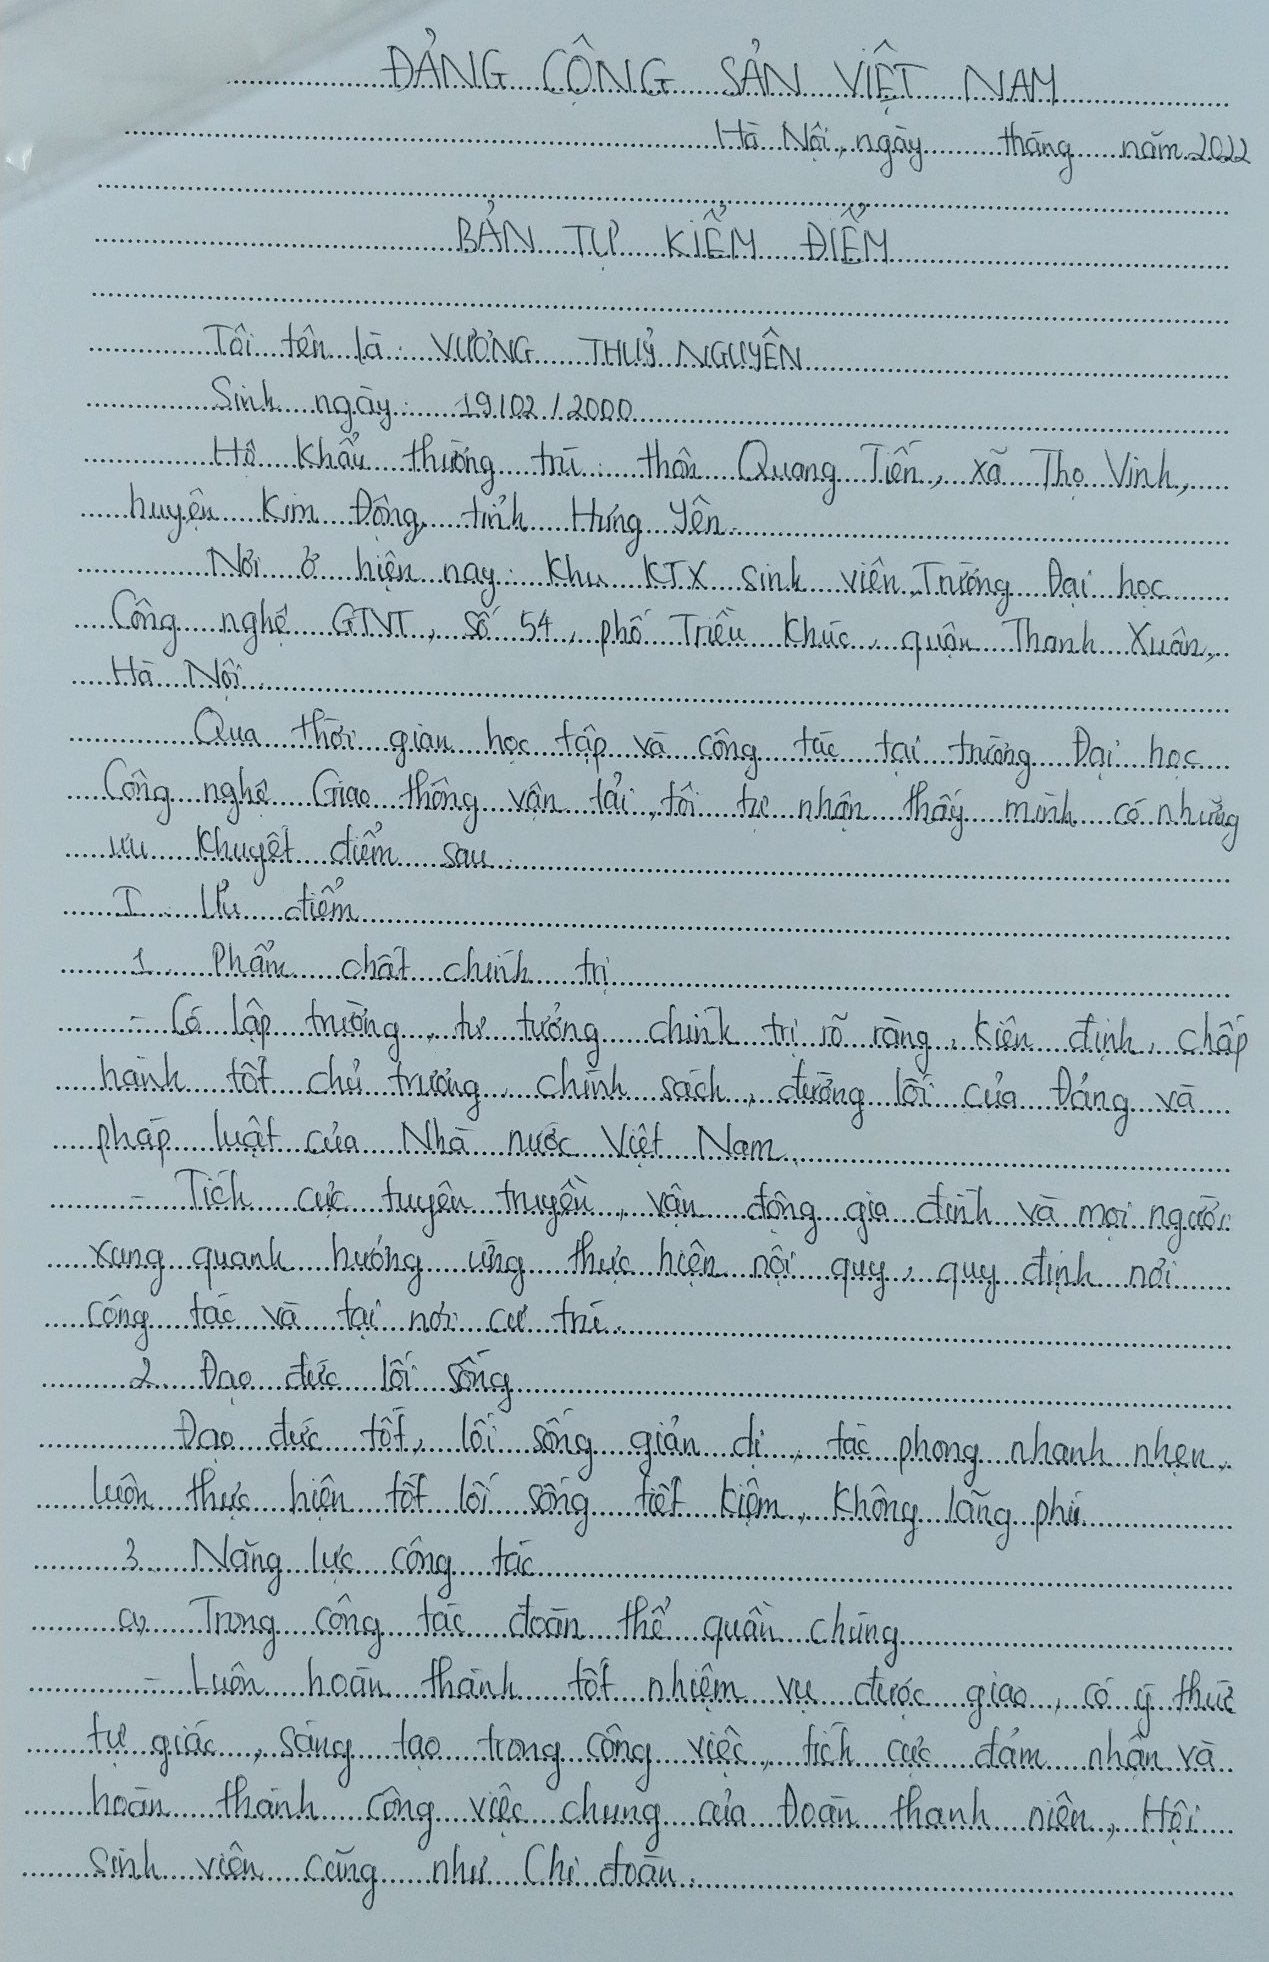 ĐẢNG CỘNG SẢN VIỆT NAM
Hà Nội, ngày tháng năm 2022
BẢN TỰ KIỂM ĐIỂM
Tôi tên là: VƯƠNG THUỶ NGUYÊN
Sinh ngày: 19/02/2000
Hộ khẩu thường trú: thôn Quang Tiến, xã Thọ Vinh,
huyện Kim Động, tỉnh Hưng Yên.
Nơi ở hiện nay: Khu KTX sinh viên Trường Đại học
Công nghệ GTVT, số 54, phố Triều Khúc, quận Thanh Xuân,
Hà Nội.
Qua thời gian học tập và công tác tại trường Đại học
Công nghệ Giao thông vận tải, tôi tự nhận thấy mình có những
ưu khuyết điểm sau:
I. Ưu điểm
1. Phẩm chất chính trị
- Có lập trường, tư tưởng chính trị rõ ràng, kiên định, chấp
hành tốt chủ trương, chính sách, đường lối của Đảng và
pháp luật của Nhà nước Việt Nam.
- Tích cực tuyên truyền, vận động gia đình và mọi người
xung quanh hưởng ứng thực hiện nội quy, quy định nơi
công tác và tại nơi cư trú.
2. Đạo đức lối sống
Đạo đức tốt, lối sống giản dị, tác phong nhanh nhẹn,
luôn thực hiện tốt lối sống tiết kiệm, không lãng phí.
3. Năng lực công tác
a, Trong công tác đoàn thể quần chúng
- Luôn hoàn thành tốt nhiệm vụ được giao, có ý thức
tự giác, sáng tạo trong công việc, tích cực đảm nhận và
hoàn thành công việc chung của Đoàn thanh niên, Hội
sinh viên cũng như Chi đoàn.